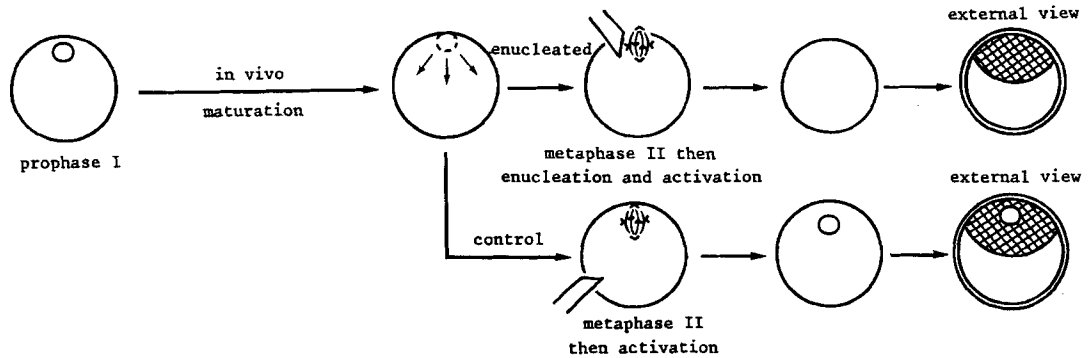 external view
enucleated
in vivo
maturation
prophase I
metaphase II then
enucleation and activation
external view
control
metaphase II
then activation